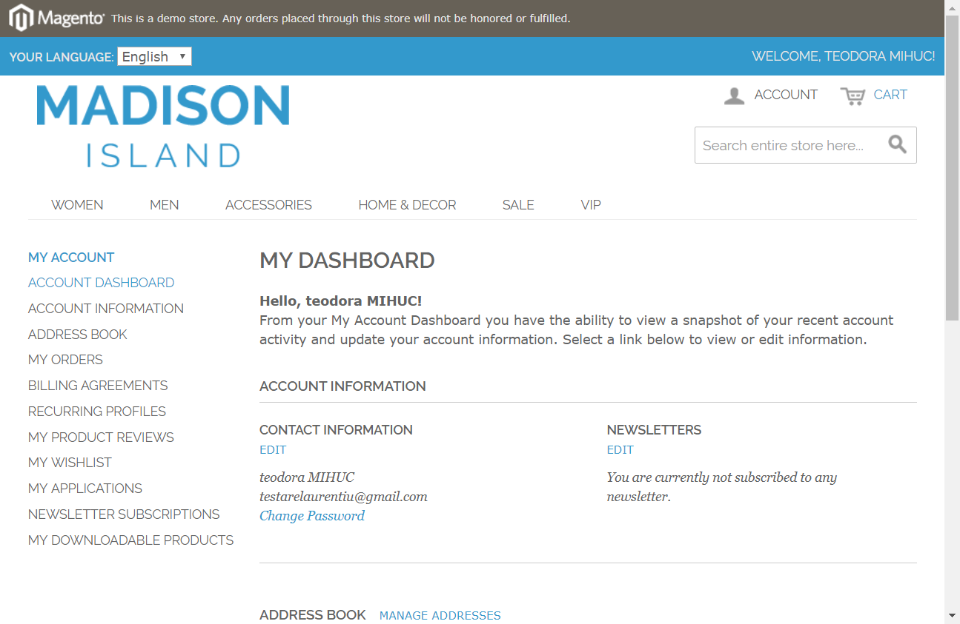 Magento This is a demo store. Any orders placed through this store will not be honored or fulfilled.
YOUR LANGUAGE: English WELCOME, TEODORA MIHUC!
MADISON
ISLAND
ACCOUNT CART
Search entire store here...
WOMEN MEN ACCESSORIES HOME & DECOR SALE VIP
MY ACCOUNT
ACCOUNT DASHBOARD
ACCOUNT INFORMATION
ADDRESS BOOK
MY ORDERS
BILLING AGREEMENTS
RECURRING PROFILES
MY PRODUCT REVIEWS
MY WISHLIST
MY APPLICATIONS
NEWSLETTER SUBSCRIPTIONS
MY DOWNLOADABLE PRODUCTS
MY DASHBOARD
Hello, teodora MIHUC!
From your My Account Dashboard you have the ability to view a snapshot of your recent account
activity and update your account information. Select a link below to view or edit information.
ACCOUNT INFORMATION
CONTACT INFORMATION
EDIT
teodora MIHUC
testarelaurentiu@gmail.com
Change Password
NEWSLETTERS
EDIT
You are currently not subscribed to any
newsletter.
ADDRESS BOOK MANAGE ADDRESSES